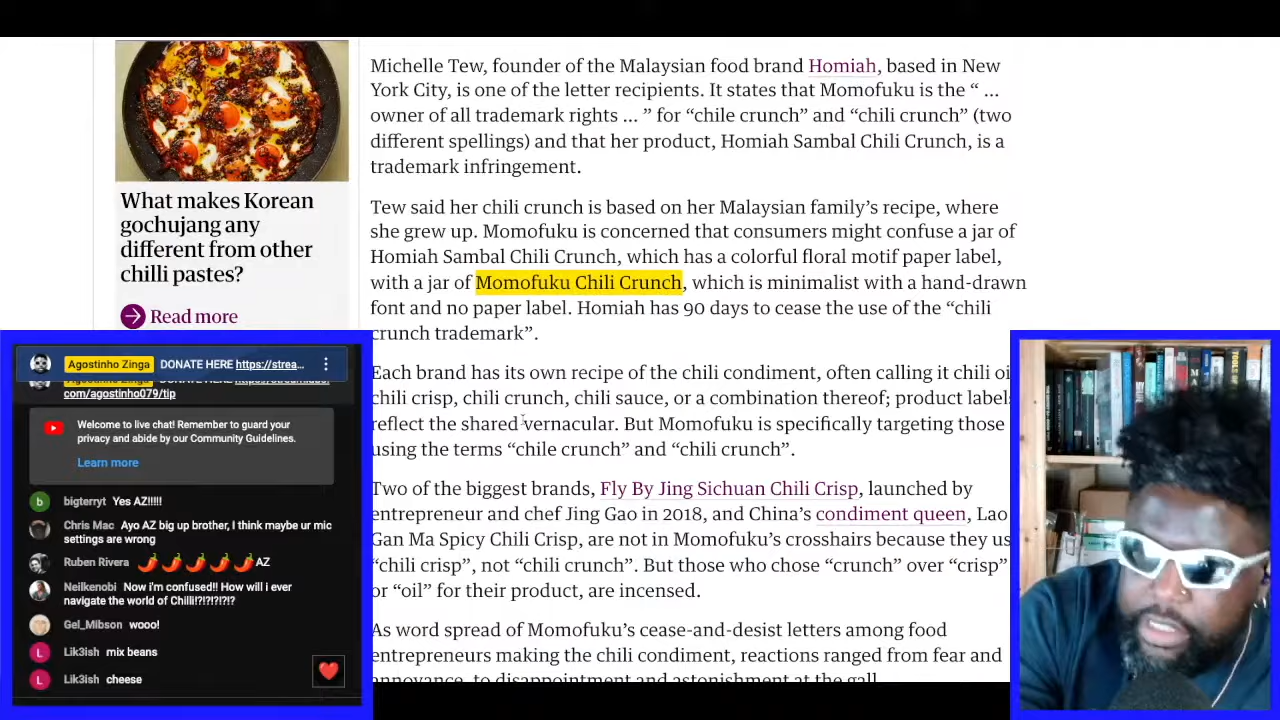 Michelle Tew, founder of the Malaysian food brand Homiah, based in New
York City, is one of the letter recipients. It states that Momofuku is the “ ...
owner of all trademark rights ... ” for “chile crunch” and “chili crunch” (two
different spellings) and that her product, Homiah Sambal Chili Crunch, is a
trademark infringement.
What makes Korean
gochujang any
different from other
chilli pastes?
Read more
Tew said her chili crunch is based on her Malaysian family’s recipe, where
she grew up. Momofuku is concerned that consumers might confuse a jar of
Homiah Sambal Chili Crunch, which has a colorful floral motif paper label,
with a jar of Momofuku Chili Crunch, which is minimalist with a hand-drawn
font and no paper label. Homiah has 90 days to cease the use of the “chili
crunch trademark”.
Each brand has its own recipe of the chili condiment, often calling it chili oi
chili crisp, chili crunch, chili sauce, or a combination thereof; product labels
reflect the shared vernacular. But Momofuku is specifically targeting those
using the terms “chile crunch” and “chili crunch”.
Two of the biggest brands, Fly By Jing Sichuan Chili Crisp, launched by
entrepreneur and chef Jing Gao in 2018, and China’s condiment queen, Lao
Gan Ma Spicy Chili Crisp, are not in Momofuku’s crosshairs because they us
“chili crisp”, not “chili crunch”. But those who chose “crunch” over “crisp”
or “oil” for their product, are incensed.
As word spread of Momofuku’s cease-and-desist letters among food
entrepreneurs making the chili condiment, reactions ranged from fear and
annoyance, to disappointment and astonishment at the gall.
Agostinho Zinga DONATE HERE https://strea...
com/agostinho079/tip
Welcome to live chat! Remember to guard your
privacy and abide by our Community Guidelines.
Learn more
b bigterryt Yes AZ!!!!!
Chris Mac Ayo AZ big up brother, I think maybe ur mic
settings are wrong
Ruben Rivera 🌶️🌶️🌶️🌶️🌶️ AZ
Neilkenobi Now i'm confused!! How will i ever
navigate the world of Chilli!?!?!?!?!?
Gel_Mibson wooo!
L Lik3ish mix beans
L Lik3ish cheese